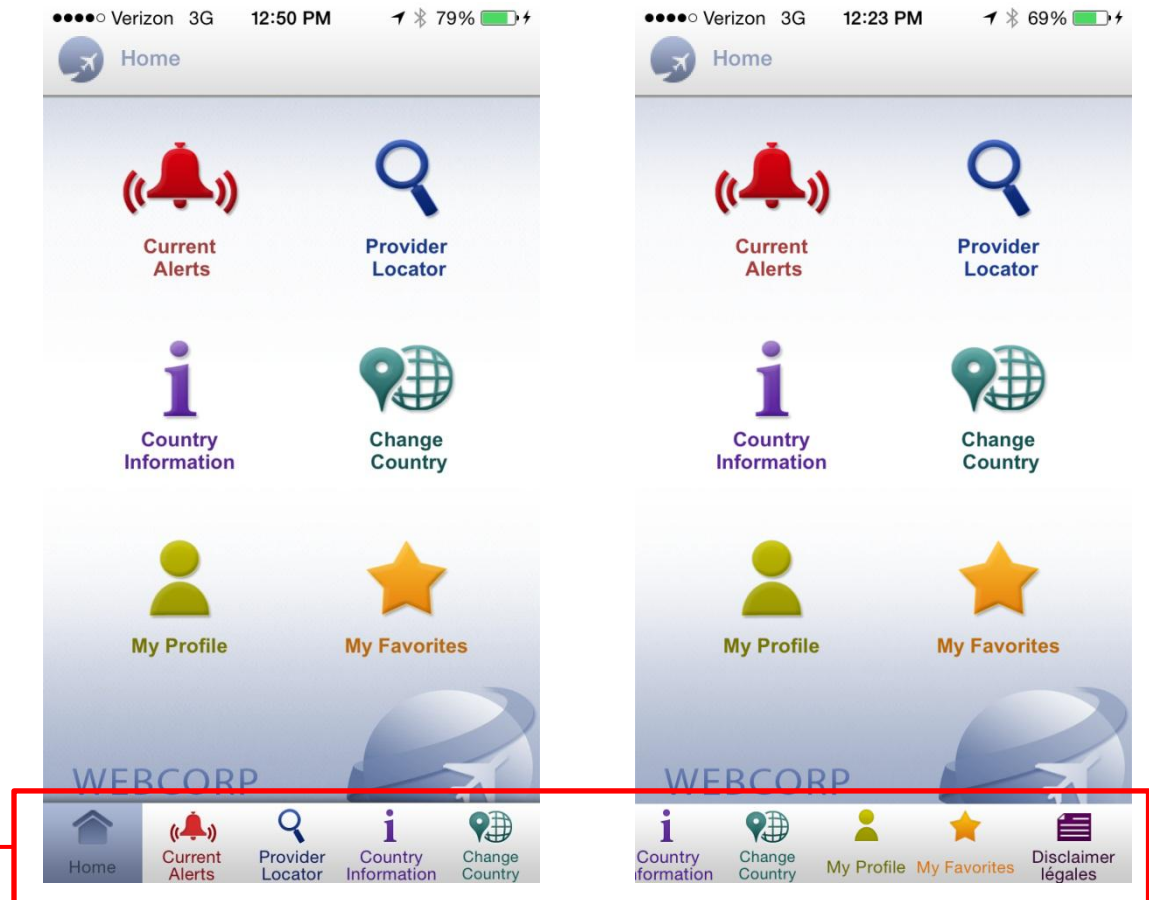 Verizon 3G 12:50 PM 79%
Home
Current
Alerts
Provider
Locator
Country
Information
Change
Country
My Profile
My Favorites
WEBCORP
Home
Current
Alerts
Provider
Locator
Country
Information
Change
Country
Verizon 3G 12:23 PM 69%
Home
Current
Alerts
Provider
Locator
Country
Information
Change
Country
My Profile
My Favorites
WEBCORP
Country
formation
Change
Country
My Profile
My Favorites
Disclaimer
légales